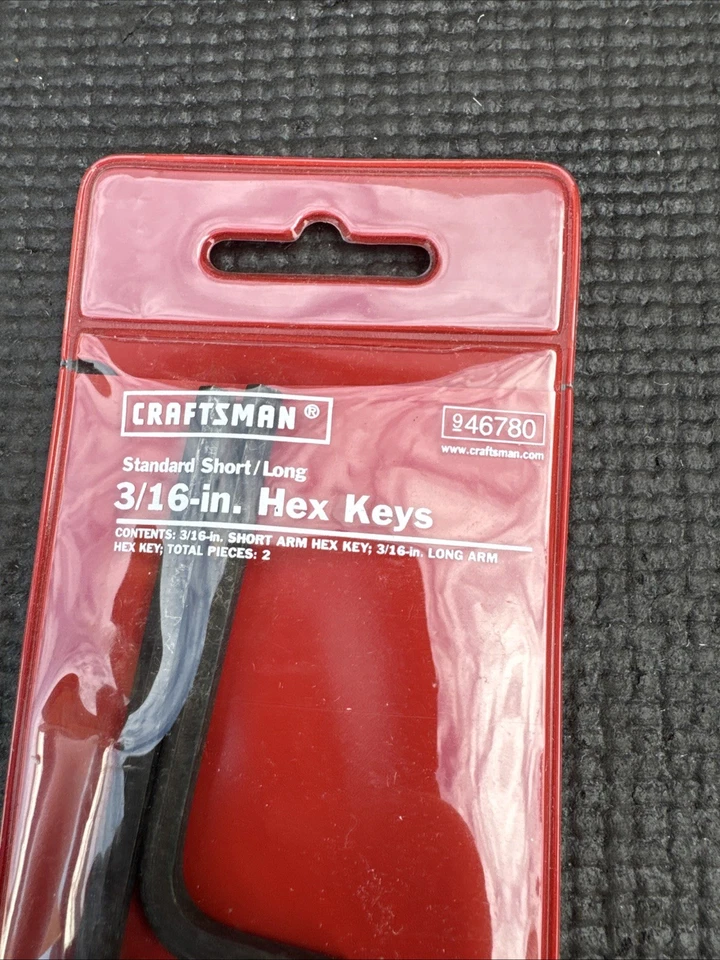 CRAFTSMAN®
946780
www.craftsman.com
Standard Short/Long
3/16-in. Hex Keys
CONTENTS: 3/16-in. SHORT ARM HEX KEY; 3/16-in. LONG ARM
HEX KEY; TOTAL PIECES: 2